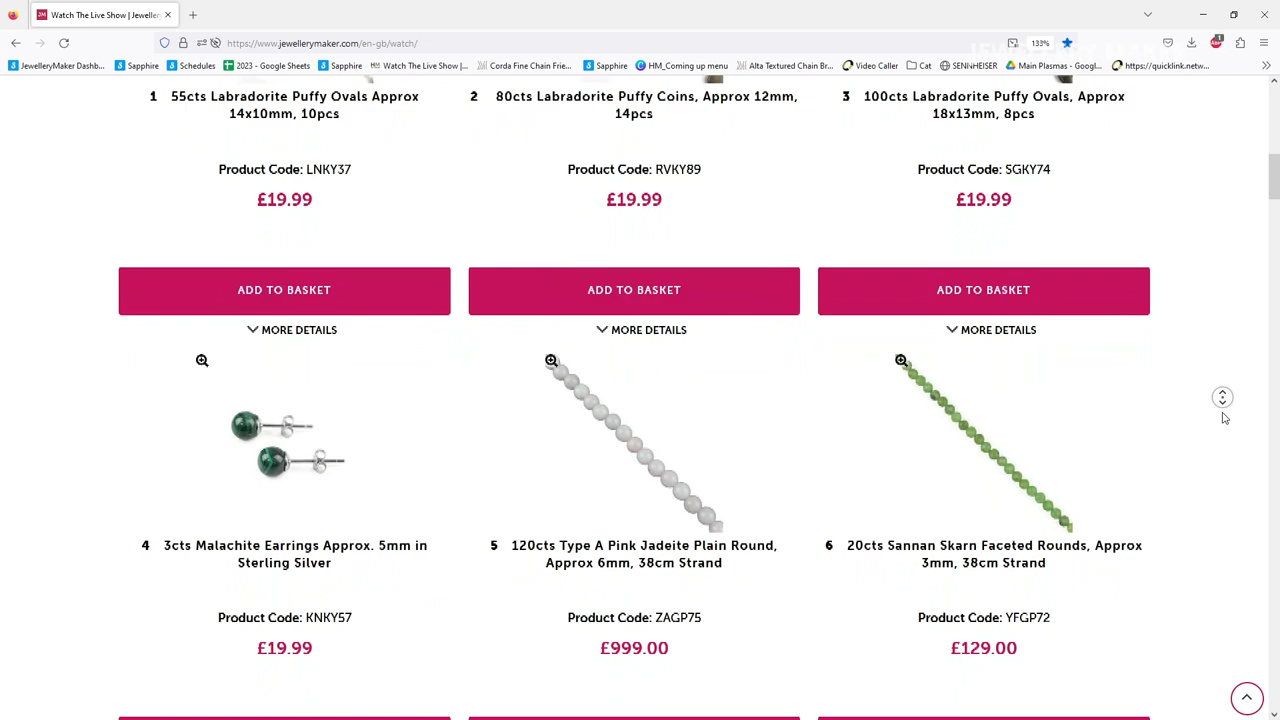 Watch The Live Show | Jeweller
https://www.jewellerymaker.com/en-gb/watch/
133%
1
JewelleryMaker Dashb...
Sapphire
Schedules
2023 - Google Sheets
Sapphire
Watch The Live Show |...
Corda Fine Chain Frie...
Sapphire
HM_Coming up menu
Alta Textured Chain Br...
Video Caller
Cat
SENNHEISER
Main Plasmas - Googl...
https://quicklink.netw...
1 55cts Labradorite Puffy Ovals Approx
14x10mm, 10pcs
Product Code: LNKY37
£19.99
ADD TO BASKET
MORE DETAILS
2 80cts Labradorite Puffy Coins, Approx 12mm,
14pcs
Product Code: RVKY89
£19.99
ADD TO BASKET
MORE DETAILS
3 100cts Labradorite Puffy Ovals, Approx
18x13mm, 8pcs
Product Code: SGKY74
£19.99
ADD TO BASKET
MORE DETAILS
4 3cts Malachite Earrings Approx. 5mm in
Sterling Silver
Product Code: KNKY57
£19.99
5 120cts Type A Pink Jadeite Plain Round,
Approx 6mm, 38cm Strand
Product Code: ZAGP75
£999.00
6 20cts Sannan Skarn Faceted Rounds, Approx
3mm, 38cm Strand
Product Code: YFGP72
£129.00